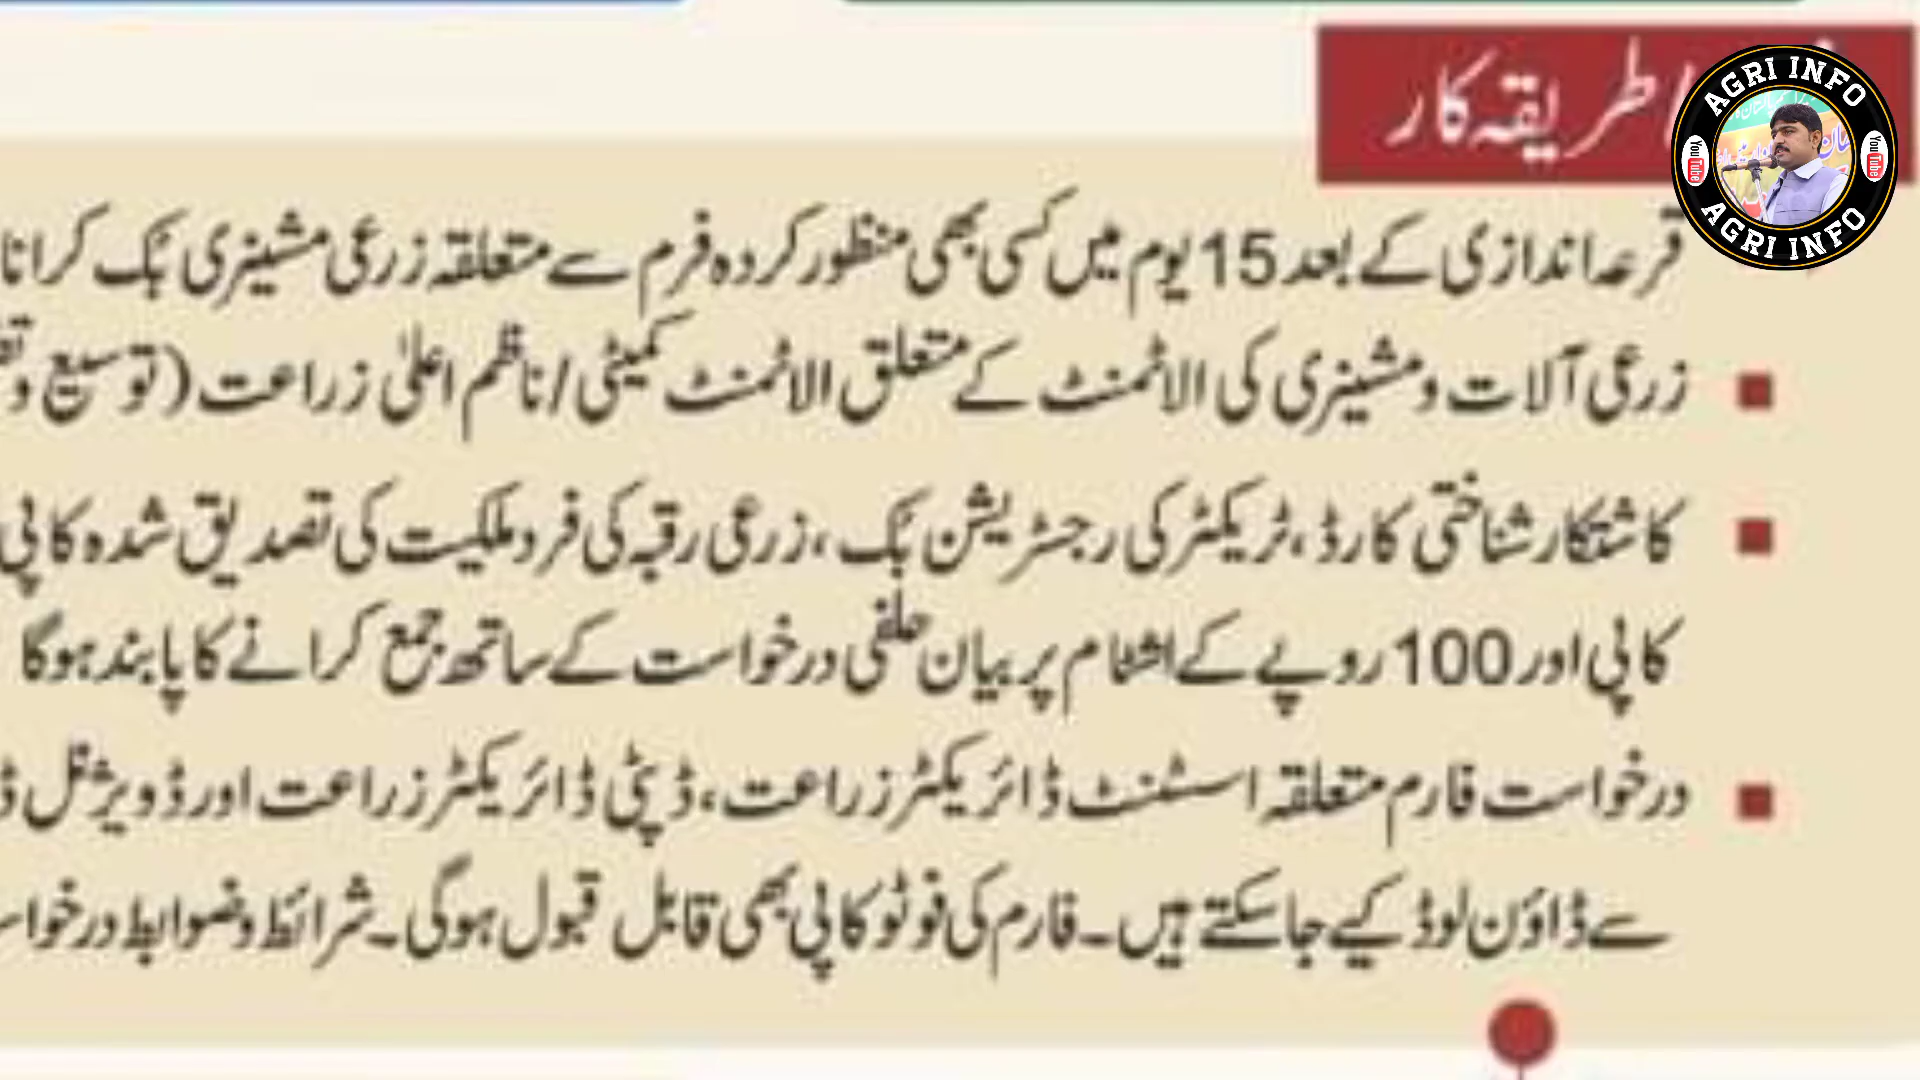 طریقہ کار
AGRI INFO
YouTube
YouTube
AGRI INFO
قرعہ اندازی کے بعد 15 یوم میں کسی بھی منظور کردہ فرم سے متعلقہ زرعی مشینری بک کرانا
زرعی آلات و مشینری کی الاٹمنٹ کے متعلق الاٹمنٹ کمیٹی/ناظم اعلیٰ زراعت (توسیع و
کاشتکار شناختی کارڈ، ٹریکٹر کی رجسٹریشن بک، زرعی رقبہ کی فرد ملکیت کی تصدیق شدہ کاپی
کاپی اور 100 روپے کے اشٹام پر بیان حلفی درخواست کے ساتھ جمع کرانے کا پابند ہوگا
درخواست فارم متعلقہ اسسٹنٹ ڈائریکٹر زراعت، ڈپٹی ڈائریکٹر زراعت اور ڈویژنل
سے ڈاؤن لوڈ کیے جاسکتے ہیں۔ فارم کی فوٹو کاپی بھی قابل قبول ہوگی۔ شرائط و ضوابط